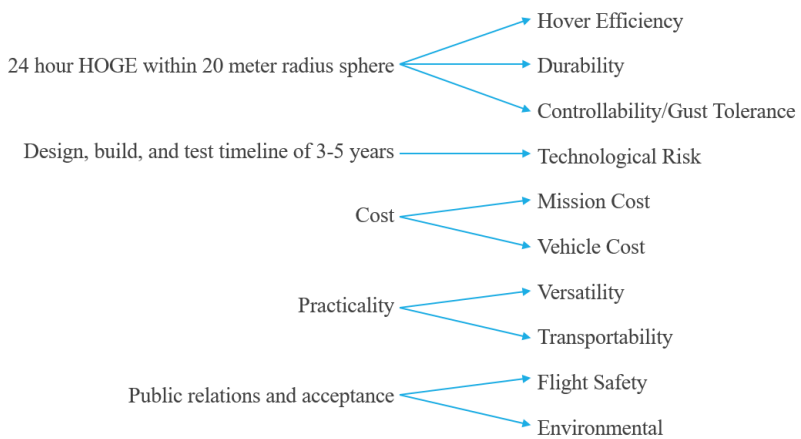 24 hour HOGE within 20 meter radius sphere
Hover Efficiency
Durability
Controllability/Gust Tolerance
Design, build, and test timeline of 3-5 years
Technological Risk
Cost
Mission Cost
Vehicle Cost
Practicality
Versatility
Transportability
Public relations and acceptance
Flight Safety
Environmental